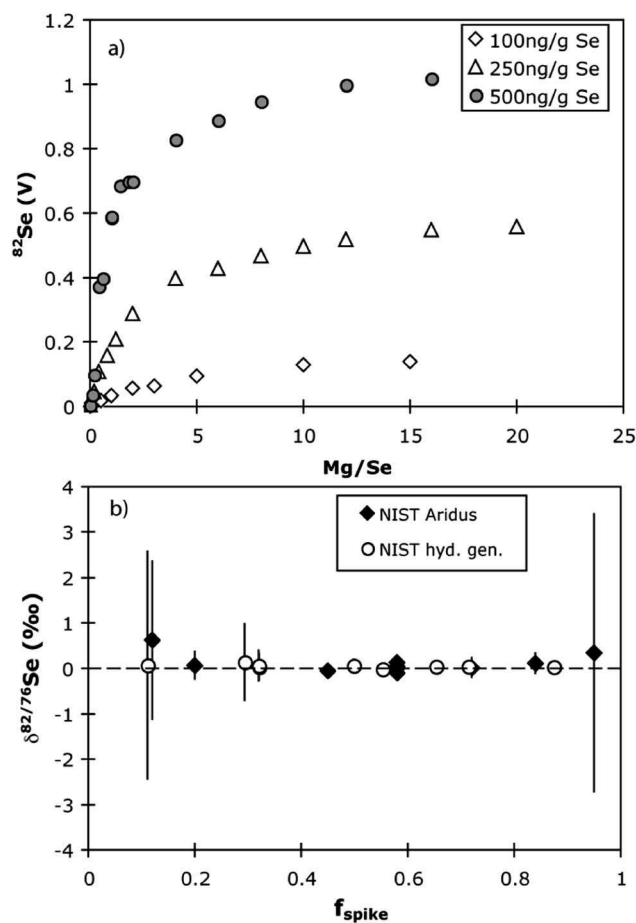 1.2
a)
100ng/g Se
250ng/g Se
500ng/g Se
1
0.8
0.6
0.4
0.2
0
⁸²Se (V)
0 5 10 15 20 25
Mg/Se
4
b)
NIST Aridus
NIST hyd. gen.
3
2
1
0
-1
-2
-3
-4
δ⁸²/⁷⁶Se (‰)
0 0.2 0.4 0.6 0.8 1
f_spike